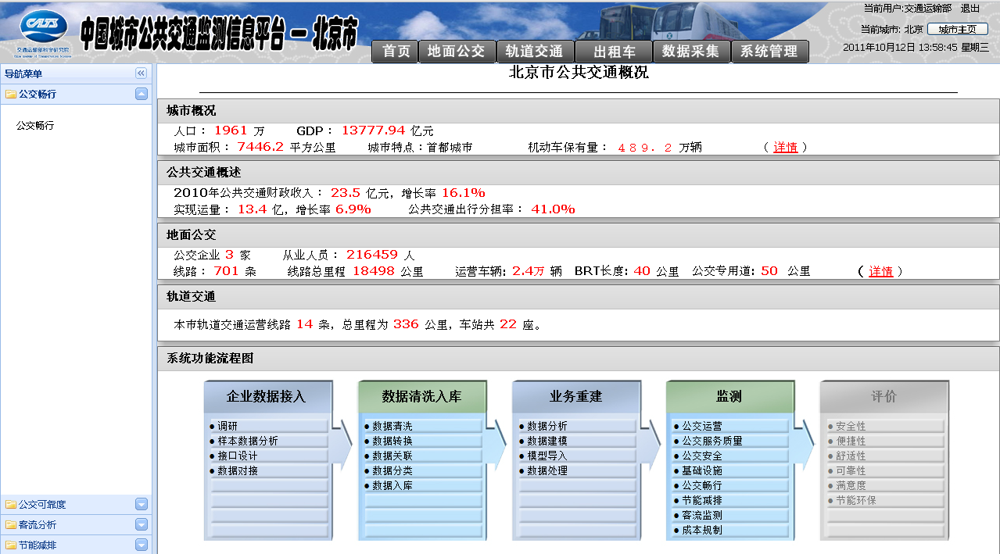 CATS
交通运输部科学研究院
China Academy of Transportation Sciences
中国城市公共交通监测信息平台 — 北京市
当前用户:交通运输部 退出
当前城市: 北京 城市主页
2011年10月12日 13:58:45 星期三
首页 地面公交 轨道交通 出租车 数据采集 系统管理
导航菜单
公交畅行
公交畅行
公交可靠度
客流分析
节能减排
北京市公共交通概况
城市概况
人口： 1961 万 GDP： 13777.94 亿元
城市面积： 7446.2 平方公里 城市特点：首都城市 机动车保有量： 489.2 万辆 （ 详情 ）
公共交通概述
2010年公共交通财政收入： 23.5 亿元，增长率 16.1%
实现运量： 13.4 亿，增长率 6.9% 公共交通出行分担率： 41.0%
地面公交
公交企业 3 家 从业人员： 216459 人
线路： 701 条 线路总里程 18498 公里 运营车辆: 2.4万 辆 BRT长度: 40 公里 公交专用道: 50 公里 （ 详情 ）
轨道交通
本市轨道交通运营线路 14 条，总里程为 336 公里，车站共 22 座。
系统功能流程图
企业数据接入
调研
样本数据分析
接口设计
数据对接
数据清洗入库
数据清洗
数据转换
数据关联
数据分类
数据入库
业务重建
数据分析
数据建模
模型导入
数据处理
监测
公交运营
公交服务质量
公交安全
基础设施
公交畅行
节能减排
客流监测
成本规制
评价
安全性
便捷性
舒适性
可靠性
满意度
节能环保